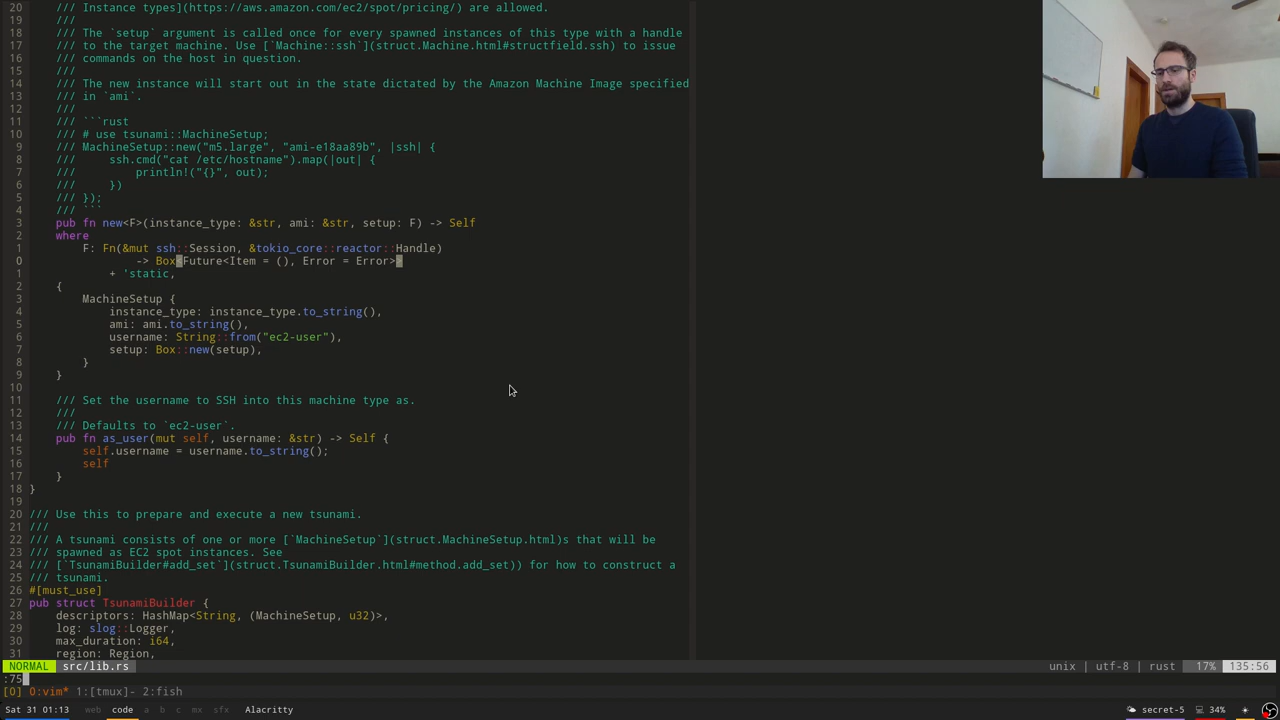 20 /// Instance types](https://aws.amazon.com/ec2/spot/pricing/) are allowed.
19 ///
18 /// The `setup` argument is called once for every spawned instances of this type with a handle
17 /// to the target machine. Use [`Machine::ssh`](struct.Machine.html#structfield.ssh) to issue
16 /// commands on the host in question.
15 ///
14 /// The new instance will start out in the state dictated by the Amazon Machine Image specified
13 /// in `ami`.
12 ///
11 /// ```rust
10 /// # use tsunami::MachineSetup;
9 /// MachineSetup::new("m5.large", "ami-e18aa89b", |ssh| {
8 ///     ssh.cmd("cat /etc/hostname").map(|out| {
7 ///         println!("{}", out);
6 ///     })
5 /// });
4 /// ```
3 pub fn new<F>(instance_type: &str, ami: &str, setup: F) -> Self
2 where
1     F: Fn(&mut ssh::Session, &tokio_core::reactor::Handle)
0             -> Box<Future<Item = (), Error = Error>>
1         + 'static,
2 {
3     MachineSetup {
4         instance_type: instance_type.to_string(),
5         ami: ami.to_string(),
6         username: String::from("ec2-user"),
7         setup: Box::new(setup),
8     }
9 }
10
11 /// Set the username to SSH into this machine type as.
12 ///
13 /// Defaults to `ec2-user`.
14 pub fn as_user(mut self, username: &str) -> Self {
15     self.username = username.to_string();
16     self
17 }
18 }
19
20 /// Use this to prepare and execute a new tsunami.
21 ///
22 /// A tsunami consists of one or more [`MachineSetup`](struct.MachineSetup.html)s that will be
23 /// spawned as EC2 spot instances. See
24 /// [`TsunamiBuilder#add_set`](struct.TsunamiBuilder.html#method.add_set)) for how to construct a
25 /// tsunami.
26 #[must_use]
27 pub struct TsunamiBuilder {
28     descriptors: HashMap<String, (MachineSetup, u32)>,
29     log: slog::Logger,
30     max_duration: i64,
31     region: Region,
NORMAL src/lib.rs unix | utf-8 | rust 17% 135:56
:75
[0] 0:vim* 1:[tmux]- 2:fish
Sat 31 01:13 web code a b c mx sfx Alacritty secret-5 34%